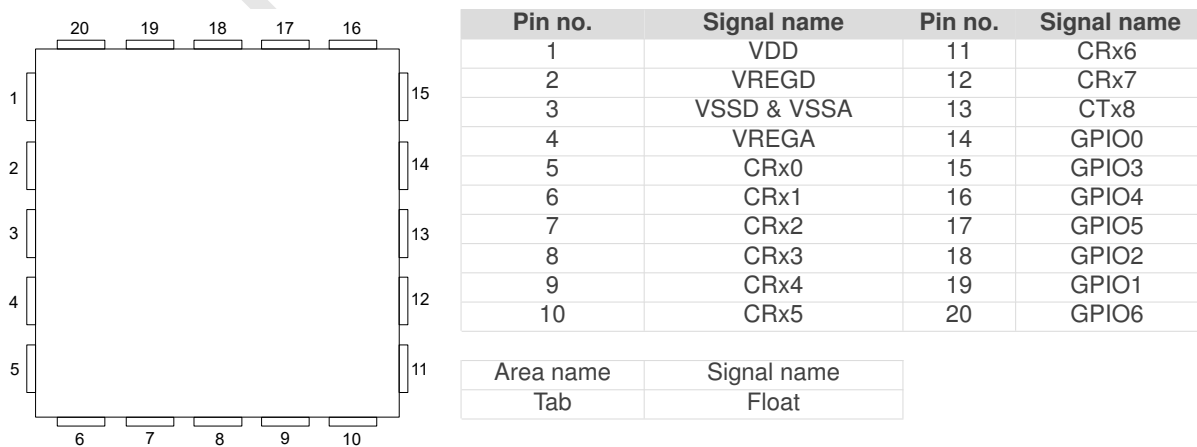 20 19 18 17 16
1 15
2 14
3 13
4 12
5 11
6 7 8 9 10
Pin no. Signal name Pin no. Signal name
1 VDD 11 CRx6
2 VREGD 12 CRx7
3 VSSD & VSSA 13 CTx8
4 VREGA 14 GPIO0
5 CRx0 15 GPIO3
6 CRx1 16 GPIO4
7 CRx2 17 GPIO5
8 CRx3 18 GPIO2
9 CRx4 19 GPIO1
10 CRx5 20 GPIO6
Area name Signal name
Tab Float